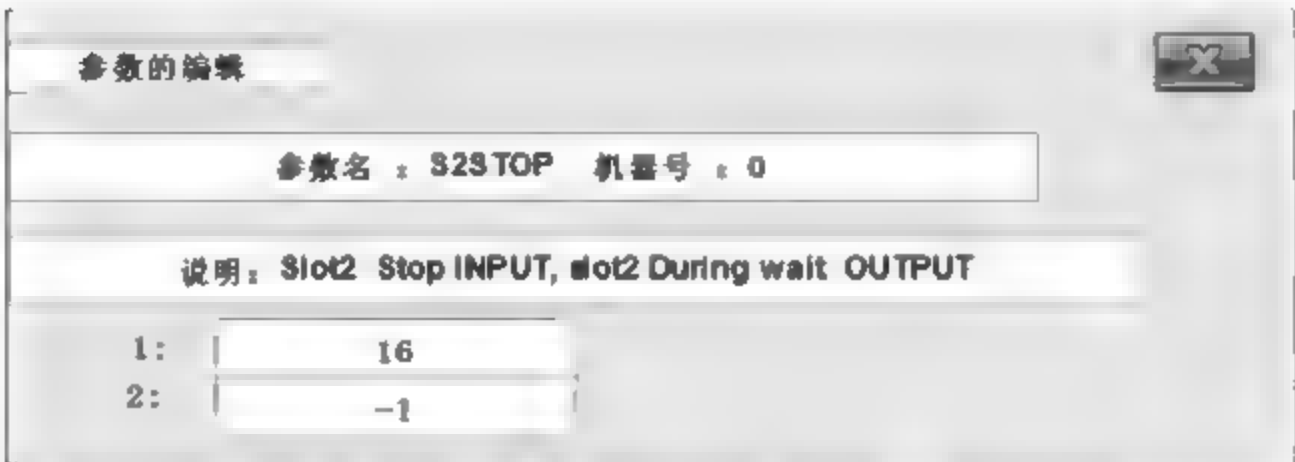 参数的编辑
X
参数名 : S2STOP 机器号 : 0
说明: Slot2 Stop INPUT, slot2 During wait OUTPUT
1: 16
2: -1